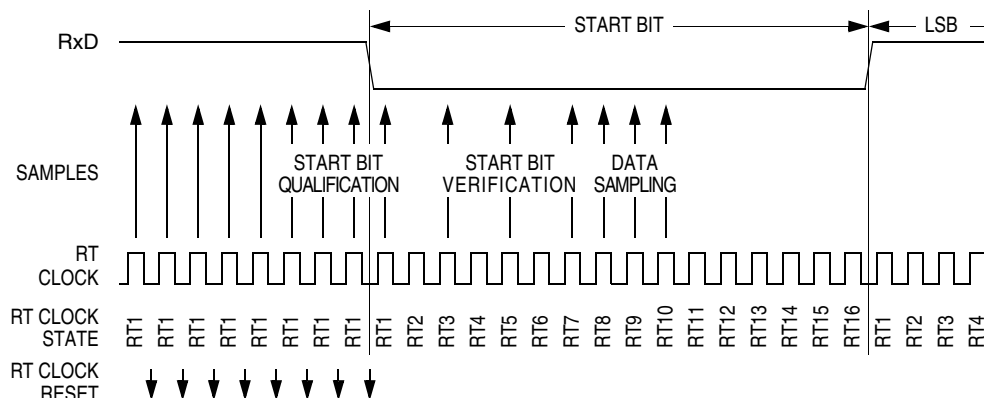 START BIT
LSB
RxD
SAMPLES
START BIT
QUALIFICATION
START BIT
VERIFICATION
DATA
SAMPLING
RT
CLOCK
RT CLOCK
STATE
RT1 RT1 RT1 RT1 RT1 RT1 RT1 RT1 RT1 RT2 RT3 RT4 RT5 RT6 RT7 RT8 RT9 RT10 RT11 RT12 RT13 RT14 RT15 RT16 RT1 RT2 RT3 RT4
RT CLOCK
RESET